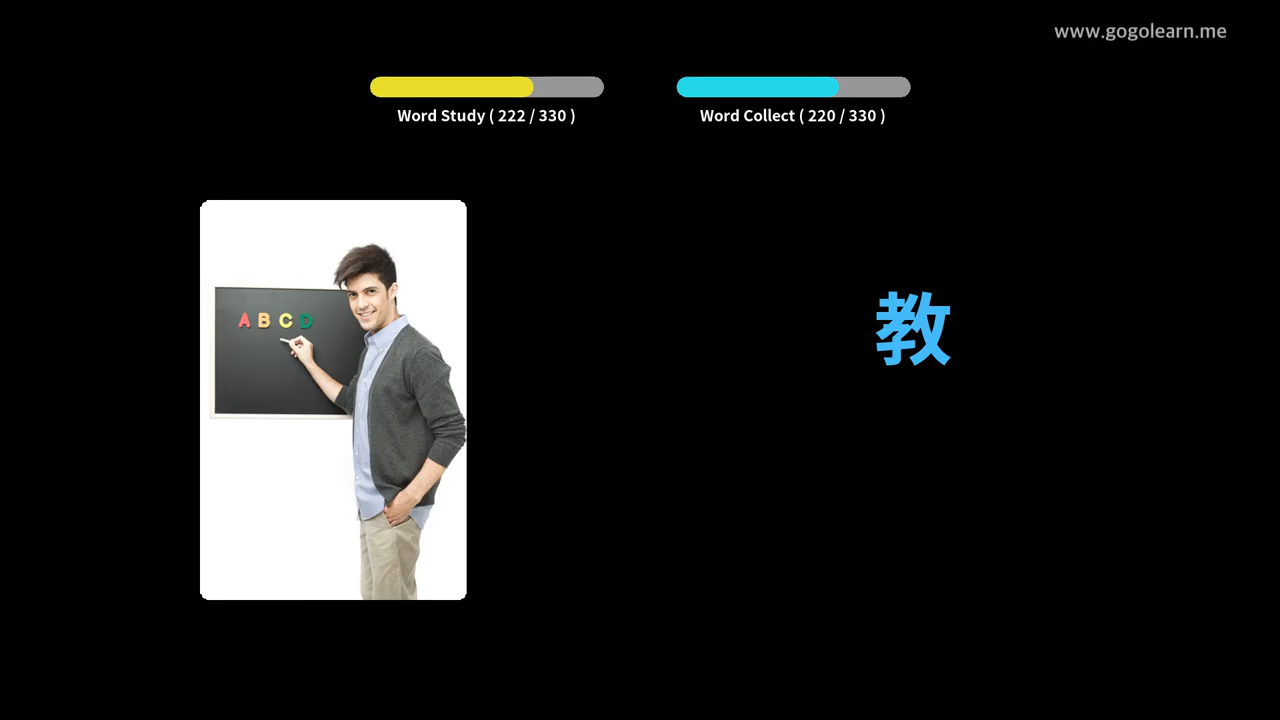 www.gogolearn.me
Word Study ( 222 / 330 )
Word Collect ( 220 / 330 )
A B C D
教